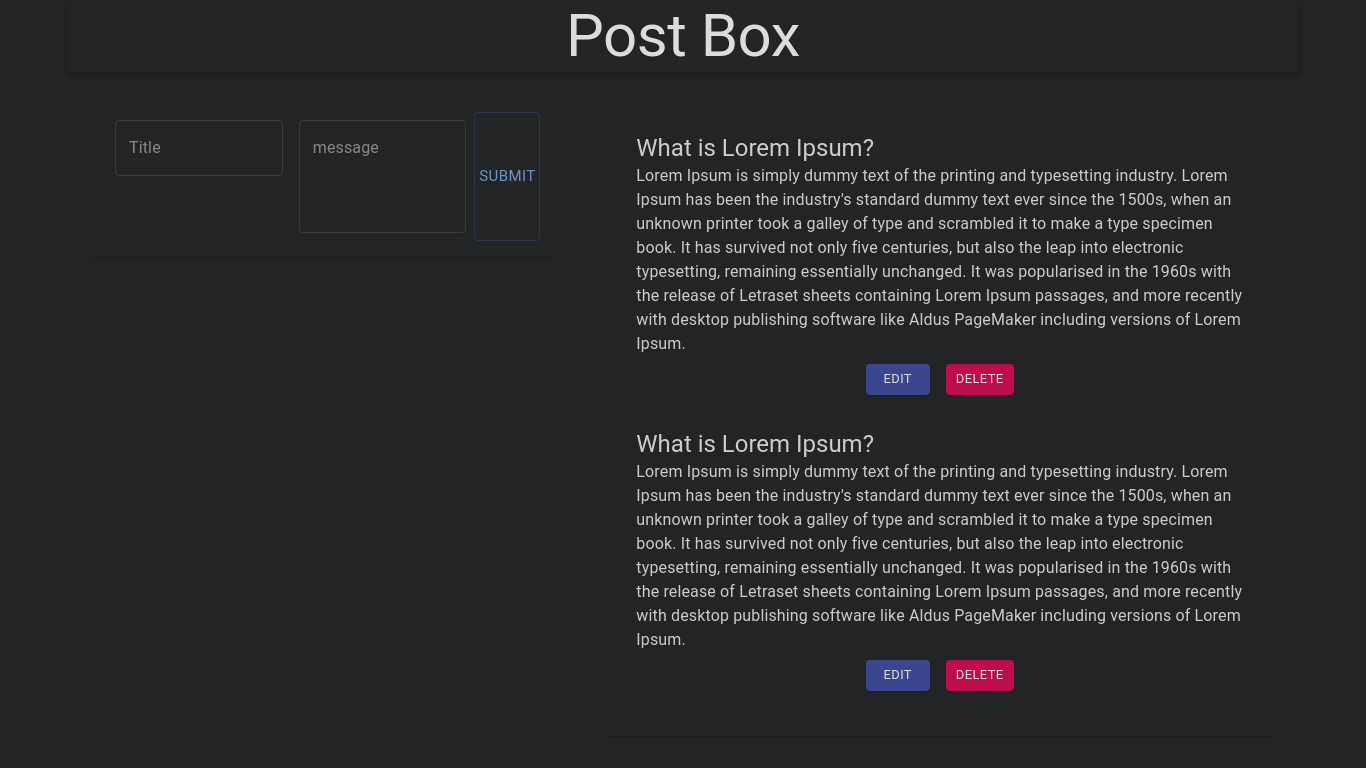 Post Box
Title
message
SUBMIT
What is Lorem Ipsum?
Lorem Ipsum is simply dummy text of the printing and typesetting industry. Lorem
Ipsum has been the industry's standard dummy text ever since the 1500s, when an
unknown printer took a galley of type and scrambled it to make a type specimen
book. It has survived not only five centuries, but also the leap into electronic
typesetting, remaining essentially unchanged. It was popularised in the 1960s with
the release of Letraset sheets containing Lorem Ipsum passages, and more recently
with desktop publishing software like Aldus PageMaker including versions of Lorem
Ipsum.
EDIT DELETE
What is Lorem Ipsum?
Lorem Ipsum is simply dummy text of the printing and typesetting industry. Lorem
Ipsum has been the industry's standard dummy text ever since the 1500s, when an
unknown printer took a galley of type and scrambled it to make a type specimen
book. It has survived not only five centuries, but also the leap into electronic
typesetting, remaining essentially unchanged. It was popularised in the 1960s with
the release of Letraset sheets containing Lorem Ipsum passages, and more recently
with desktop publishing software like Aldus PageMaker including versions of Lorem
Ipsum.
EDIT DELETE